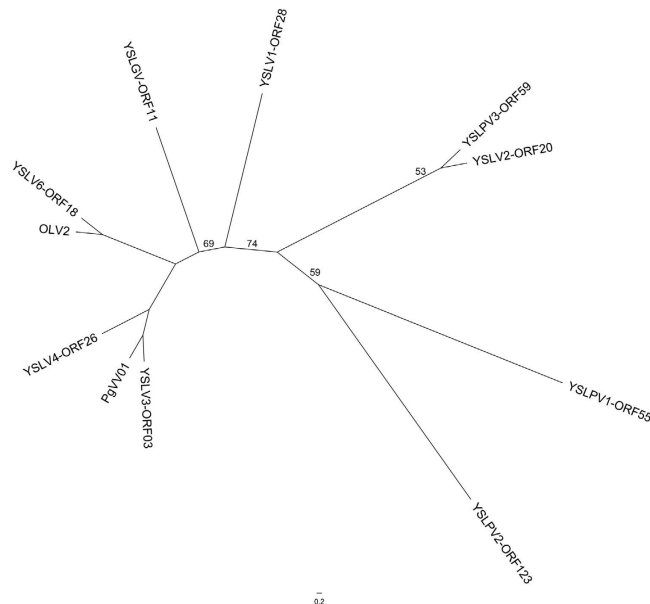 YSLV1-ORF28
YSLGV-ORF11
YSLPV3-ORF59
YSLV2-ORF20
53
YSLV6-ORF18
OLV2
69
74
59
YSLV4-ORF26
PgVV01
YSLV3-ORF03
YSLPV1-ORF55
YSLPV2-ORF123
0.2